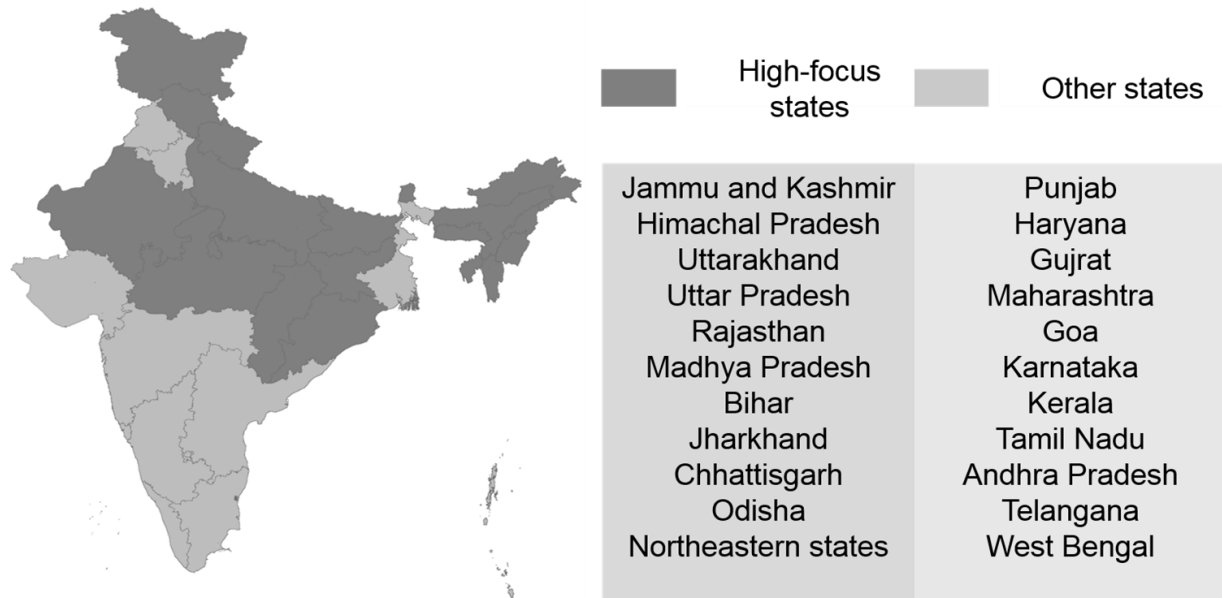 High-focus
states
Other states
Jammu and Kashmir
Himachal Pradesh
Uttarakhand
Uttar Pradesh
Rajasthan
Madhya Pradesh
Bihar
Jharkhand
Chhattisgarh
Odisha
Northeastern states
Punjab
Haryana
Gujrat
Maharashtra
Goa
Karnataka
Kerala
Tamil Nadu
Andhra Pradesh
Telangana
West Bengal